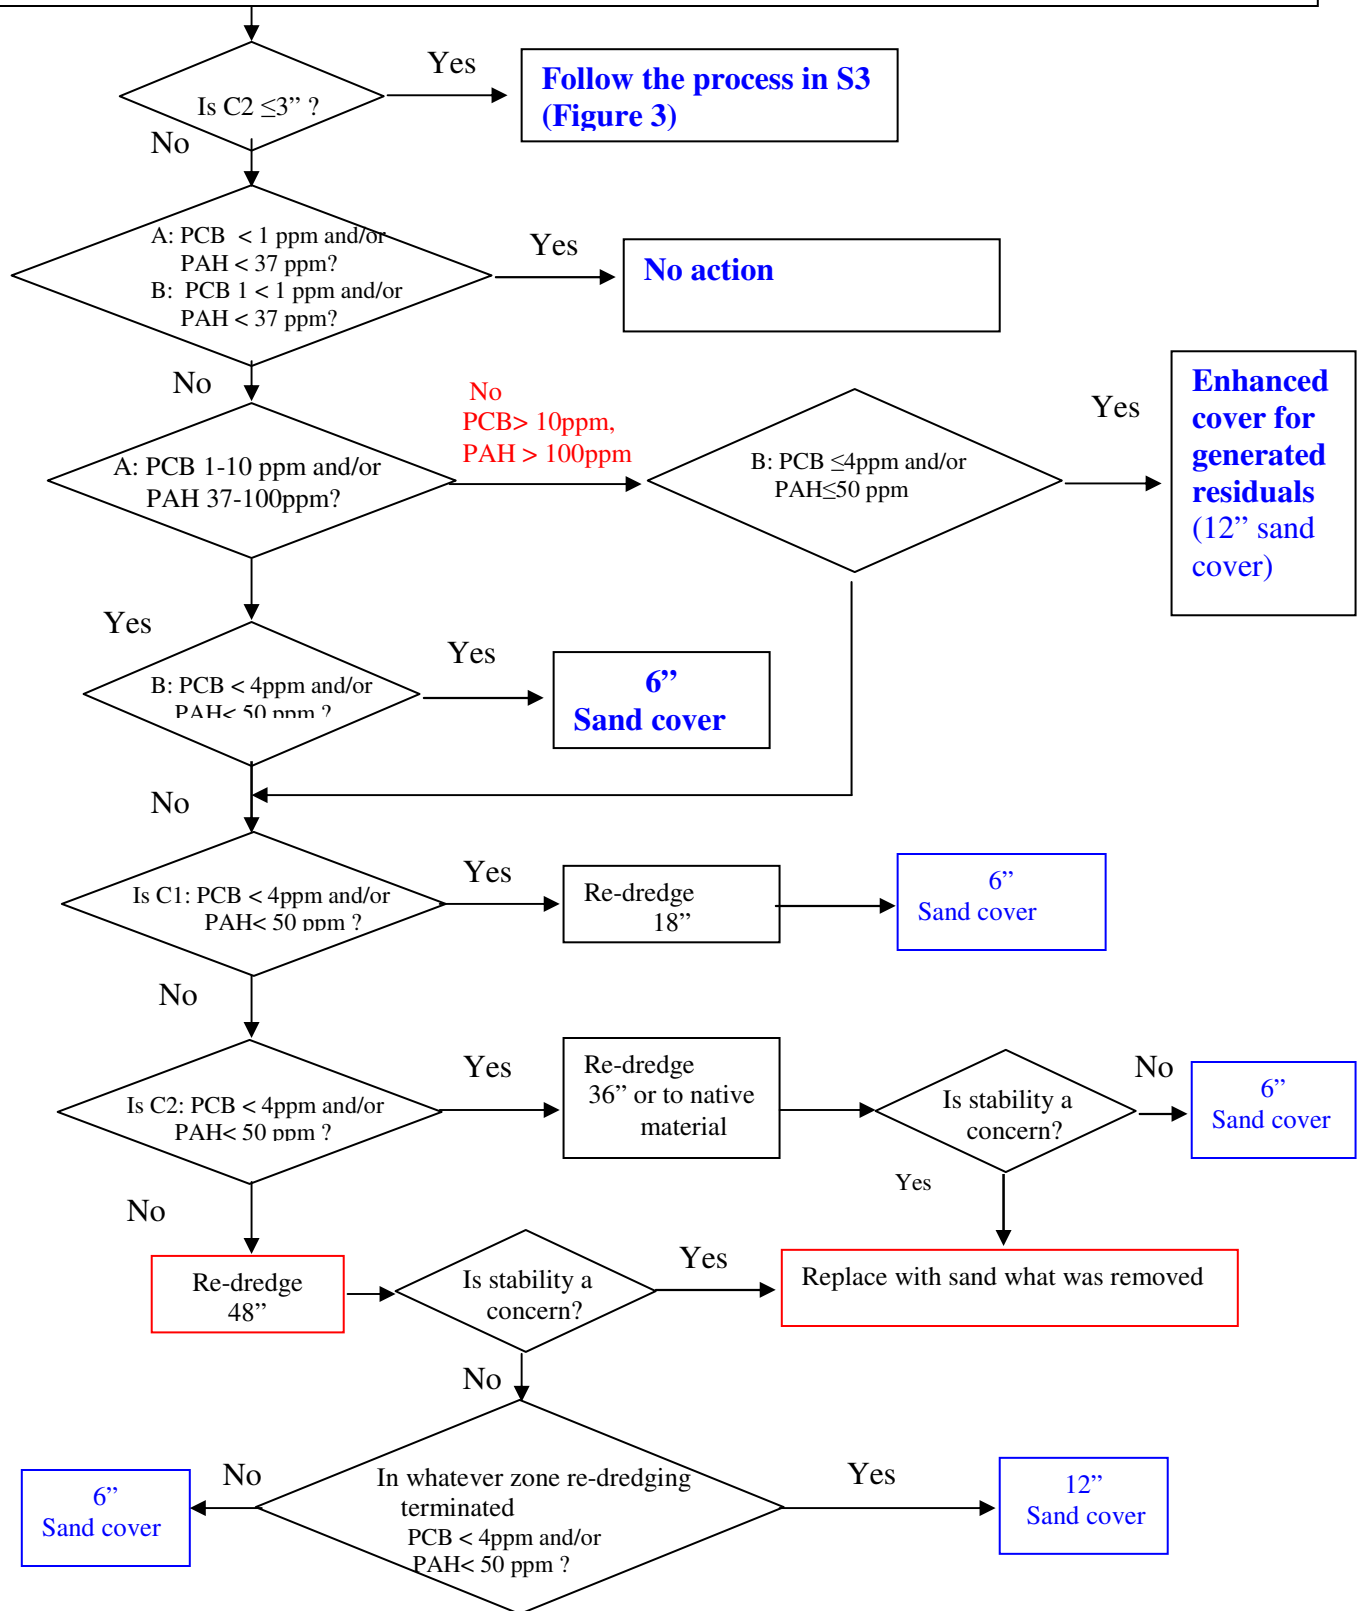 Is C2 ≤3” ?
Yes
Follow the process in S3
(Figure 3)
No
A: PCB < 1 ppm and/or
PAH < 37 ppm?
B: PCB 1 < 1 ppm and/or
PAH < 37 ppm?
Yes
No action
No
A: PCB 1-10 ppm and/or
PAH 37-100ppm?
No
PCB> 10ppm,
PAH > 100ppm
B: PCB ≤4ppm and/or
PAH≤50 ppm
Yes
Enhanced
cover for
generated
residuals
(12” sand
cover)
Yes
B: PCB < 4ppm and/or
PAH< 50 ppm ?
Yes
6”
Sand cover
No
Is C1: PCB < 4ppm and/or
PAH< 50 ppm ?
Yes
Re-dredge
18”
6”
Sand cover
No
Is C2: PCB < 4ppm and/or
PAH< 50 ppm ?
Yes
Re-dredge
36” or to native
material
Is stability a
concern?
No
6”
Sand cover
Yes
No
Re-dredge
48”
Is stability a
concern?
Yes
Replace with sand what was removed
No
In whatever zone re-dredging
terminated
PCB < 4ppm and/or
PAH< 50 ppm ?
No
6”
Sand cover
Yes
12”
Sand cover